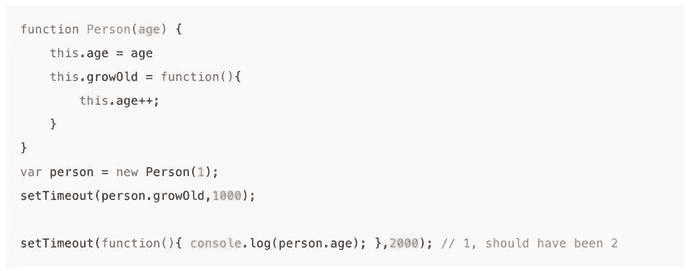 function Person(age) {
    this.age = age
    this.growOld = function(){
        this.age++;
    }
}
var person = new Person(1);
setTimeout(person.growOld,1000);
setTimeout(function(){ console.log(person.age); },2000); // 1, should have been 2